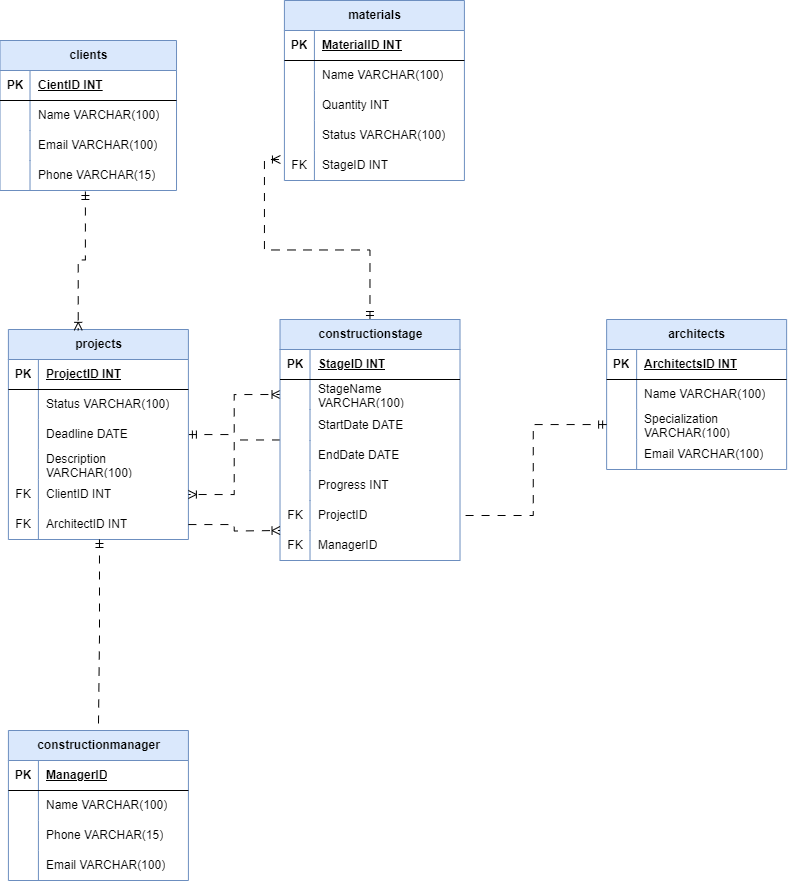 materials
PK MaterialID INT
Name VARCHAR(100)
Quantity INT
Status VARCHAR(100)
FK StageID INT
clients
PK CientID INT
Name VARCHAR(100)
Email VARCHAR(100)
Phone VARCHAR(15)
projects
PK ProjectID INT
Status VARCHAR(100)
Deadline DATE
Description
VARCHAR(100)
FK ClientID INT
FK ArchitectID INT
constructionstage
PK StageID INT
StageName
VARCHAR(100)
StartDate DATE
EndDate DATE
Progress INT
FK ProjectID
FK ManagerID
architects
PK ArchitectsID INT
Name VARCHAR(100)
Specialization
VARCHAR(100)
Email VARCHAR(100)
constructionmanager
PK ManagerID
Name VARCHAR(100)
Phone VARCHAR(15)
Email VARCHAR(100)